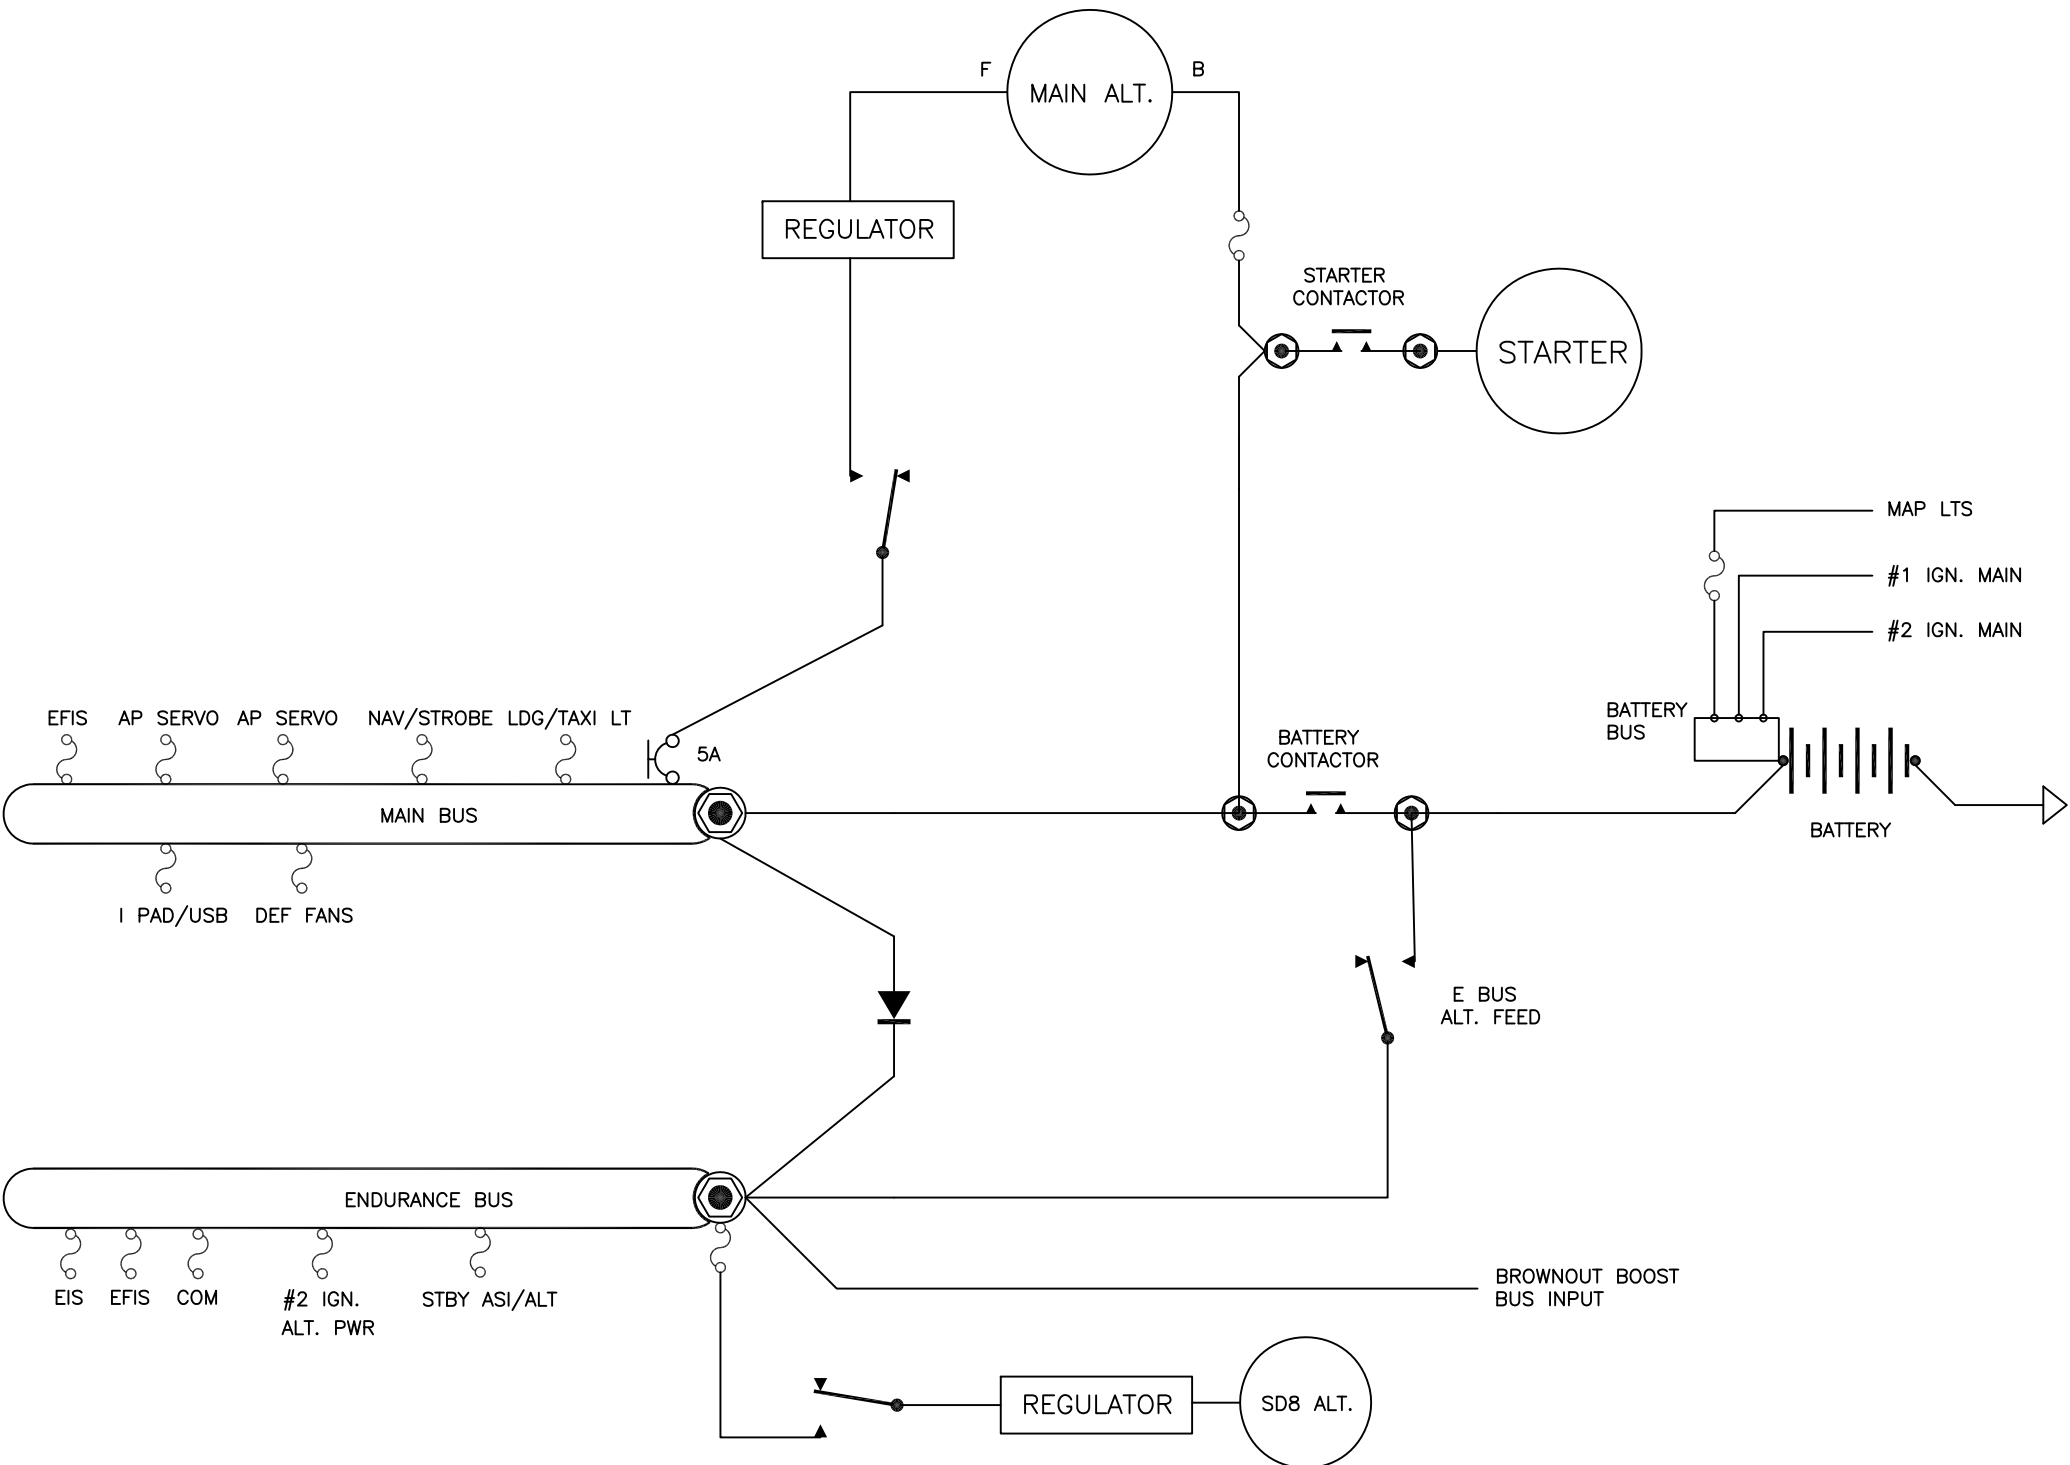 F
B
MAIN ALT.
REGULATOR
STARTER
CONTACTOR
STARTER
MAP LTS
#1 IGN. MAIN
#2 IGN. MAIN
BATTERY
BUS
EFIS
AP SERVO
AP SERVO
NAV/STROBE
LDG/TAXI LT
5A
BATTERY
CONTACTOR
MAIN BUS
BATTERY
I PAD/USB
DEF FANS
E BUS
ALT. FEED
ENDURANCE BUS
EIS
EFIS
COM
#2 IGN.
ALT. PWR
STBY ASI/ALT
BROWNOUT BOOST
BUS INPUT
REGULATOR
SD8 ALT.